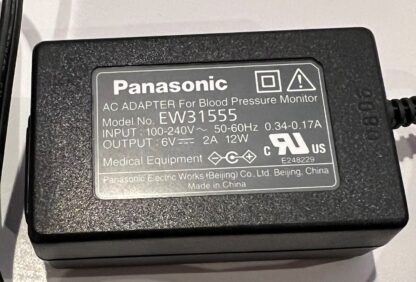 Panasonic
AC ADAPTER For Blood Pressure Monitor
Model No. EW31555
INPUT : 100-240V~ 50-60Hz 0.34-0.17A
OUTPUT : 6V⎓ 2A 12W
Medical Equipment
C US
E248229
Panasonic Electric Works (Beijing) Co., Ltd. Beijing, China
Made in China